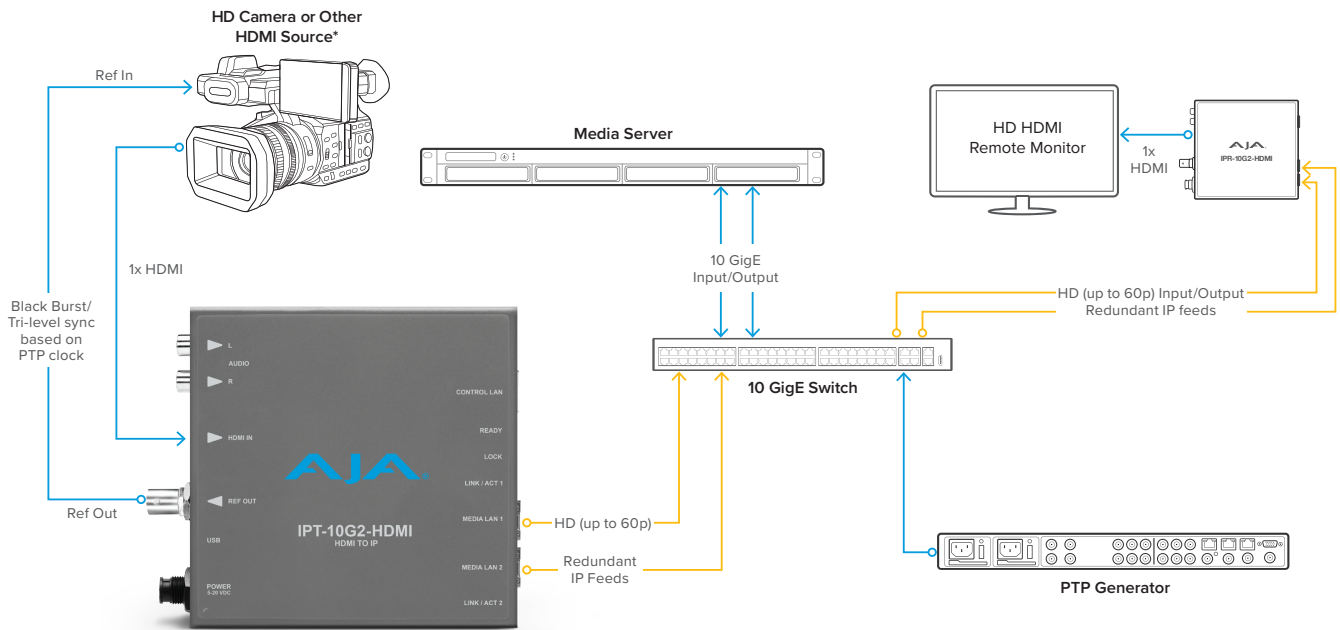 HD Camera or Other
HDMI Source*
Ref In
Media Server
HD HDMI
Remote Monitor
1x
HDMI
AJA
IPR-10G2-HDMI
1x HDMI
10 GigE
Input/Output
Black Burst/
Tri-level sync
based on
PTP clock
HD (up to 60p) Input/Output
Redundant IP feeds
L
AUDIO
R
HDMI IN
REF OUT
USB
POWER
5-20 VDC
AJA
IPT-10G2-HDMI
HDMI TO IP
CONTROL LAN
READY
LOCK
LINK / ACT 1
MEDIA LAN 1
MEDIA LAN 2
LINK / ACT 2
10 GigE Switch
Ref Out
HD (up to 60p)
Redundant
IP Feeds
PTP Generator